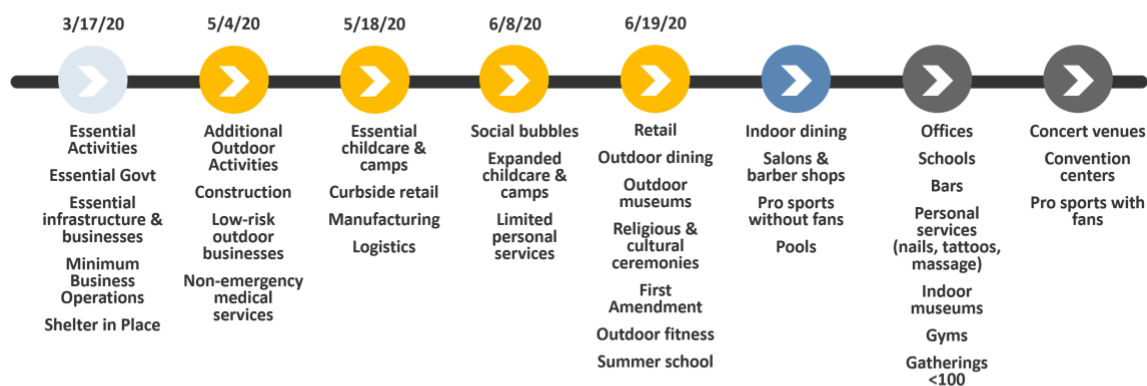 3/17/20
5/4/20
5/18/20
6/8/20
6/19/20
Essential
Activities
Essential Govt
Essential
infrastructure &
businesses
Minimum
Business
Operations
Shelter in Place
Additional
Outdoor
Activities
Construction
Low-risk
outdoor
businesses
Non-emergency
medical
services
Essential
childcare &
camps
Curbside retail
Manufacturing
Logistics
Social bubbles
Expanded
childcare &
camps
Limited
personal
services
Retail
Outdoor dining
Outdoor
museums
Religious &
cultural
ceremonies
First
Amendment
Outdoor fitness
Summer school
Indoor dining
Salons &
barber shops
Pro sports
without fans
Pools
Offices
Schools
Bars
Personal
services
(nails, tattoos,
massage)
Indoor
museums
Gyms
Gatherings
<100
Concert venues
Convention
centers
Pro sports with
fans